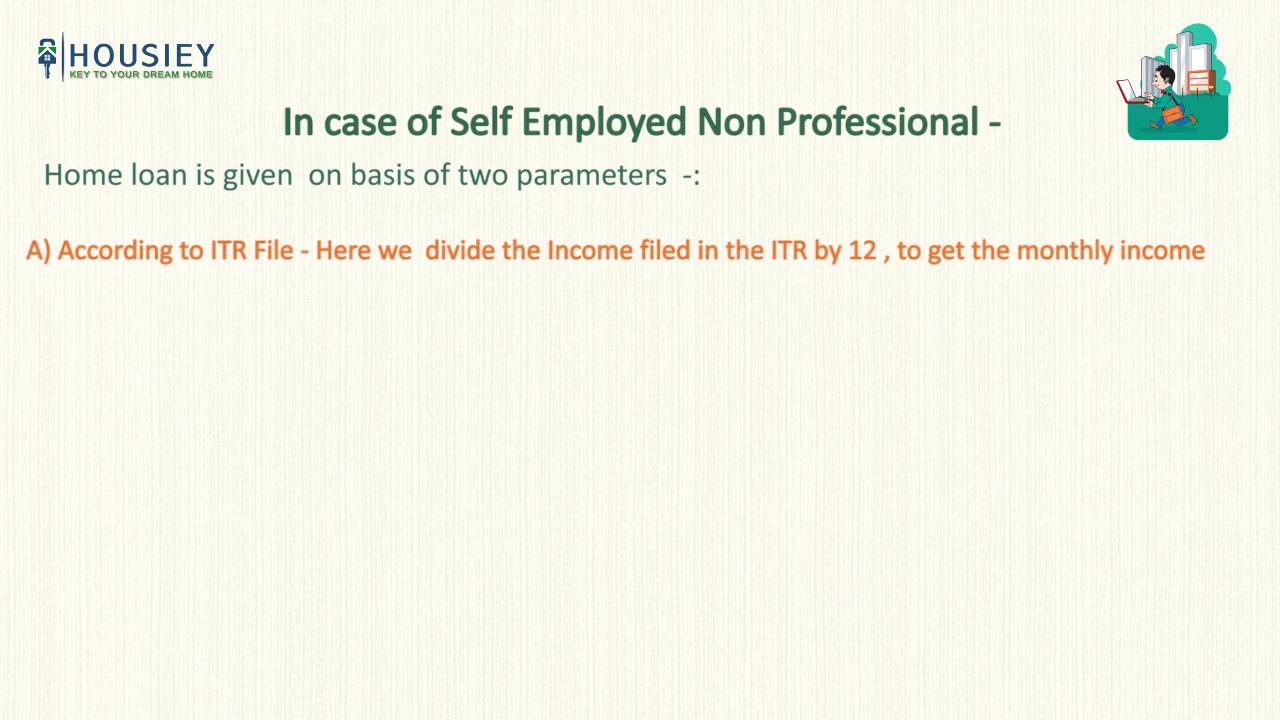 HOUSIEY
KEY TO YOUR DREAM HOME
In case of Self Employed Non Professional -
Home loan is given on basis of two parameters -:
A) According to ITR File - Here we divide the Income filed in the ITR by 12 , to get the monthly income